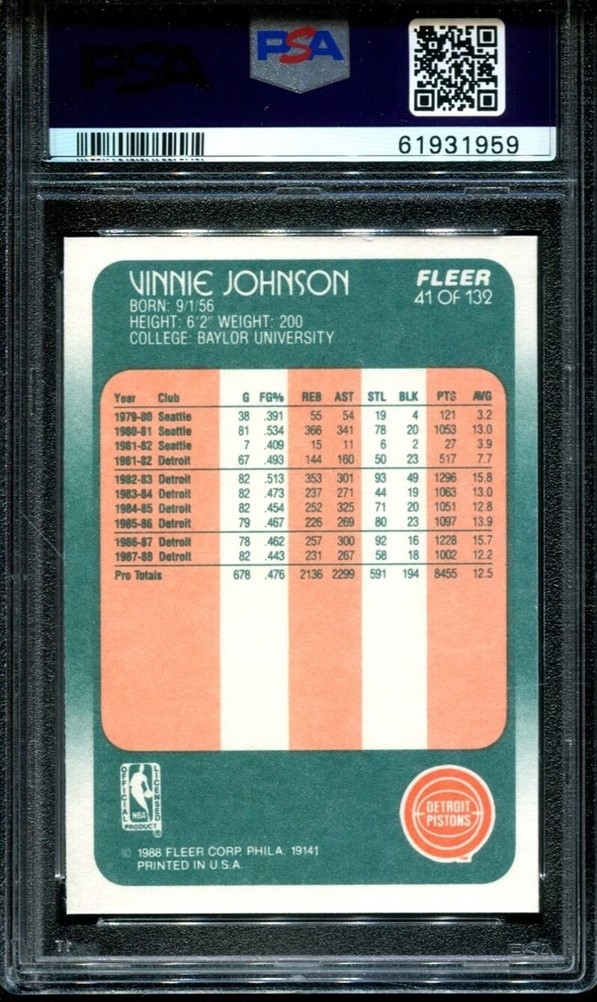 PSA
PSA
61931959
VINNIE JOHNSON
FLEER
BORN: 9/1/56
41 OF 132
HEIGHT: 6'2" WEIGHT: 200
COLLEGE: BAYLOR UNIVERSITY
Year Club G FG% REB AST STL BLK PTS AVG
1979-80 Seattle 38 .391 55 54 19 4 121 3.2
1980-81 Seattle 81 .534 366 341 78 20 1053 13.0
1981-82 Seattle 7 .409 15 11 6 2 27 3.9
1981-82 Detroit 67 .493 144 160 50 23 517 7.7
1982-83 Detroit 82 .513 353 301 93 49 1296 15.8
1983-84 Detroit 82 .473 237 271 44 19 1063 13.0
1984-85 Detroit 82 .454 252 325 71 20 1051 12.8
1985-86 Detroit 79 .467 226 269 80 23 1097 13.9
1986-87 Detroit 78 .462 257 300 92 16 1228 15.7
1987-88 Detroit 82 .443 231 267 58 18 1002 12.2
Pro Totals 678 .476 2136 2299 591 194 8455 12.5
OFFICIAL LICENSED
NBA
PRODUCT
®
DETROIT
PISTONS
© 1988 FLEER CORP. PHILA. 19141
PRINTED IN U.S.A.
PSA